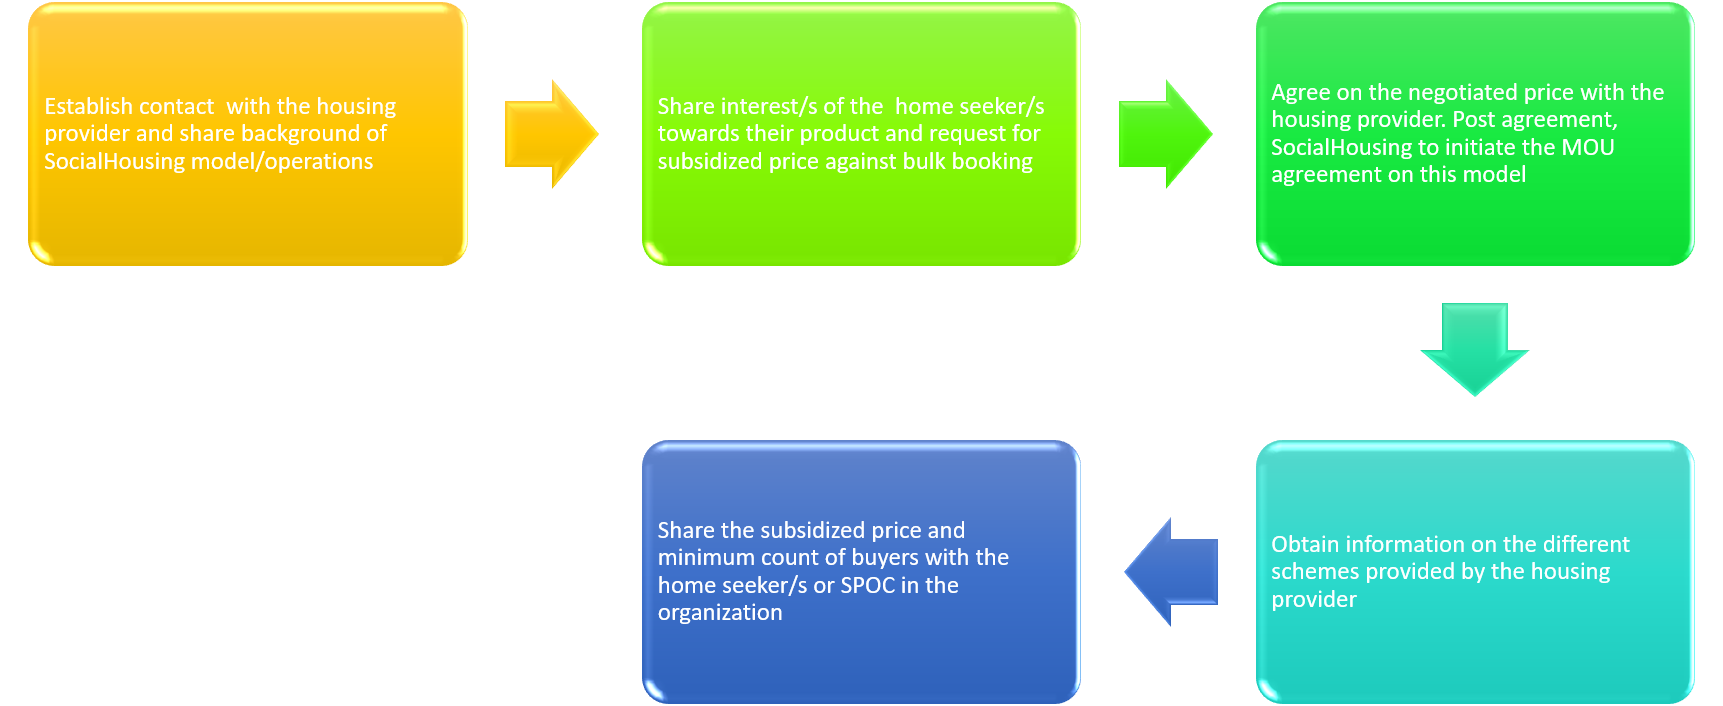 Establish contact  with the housing
provider and share background of
SocialHousing model/operations
Share interest/s of the  home seeker/s
towards their product and request for
subsidized price against bulk booking
Agree on the negotiated price with the
housing provider. Post agreement,
SocialHousing to initiate the MOU
agreement on this model
Obtain information on the different
schemes provided by the housing
provider
Share the subsidized price and
minimum count of buyers with the
home seeker/s or SPOC in the
organization